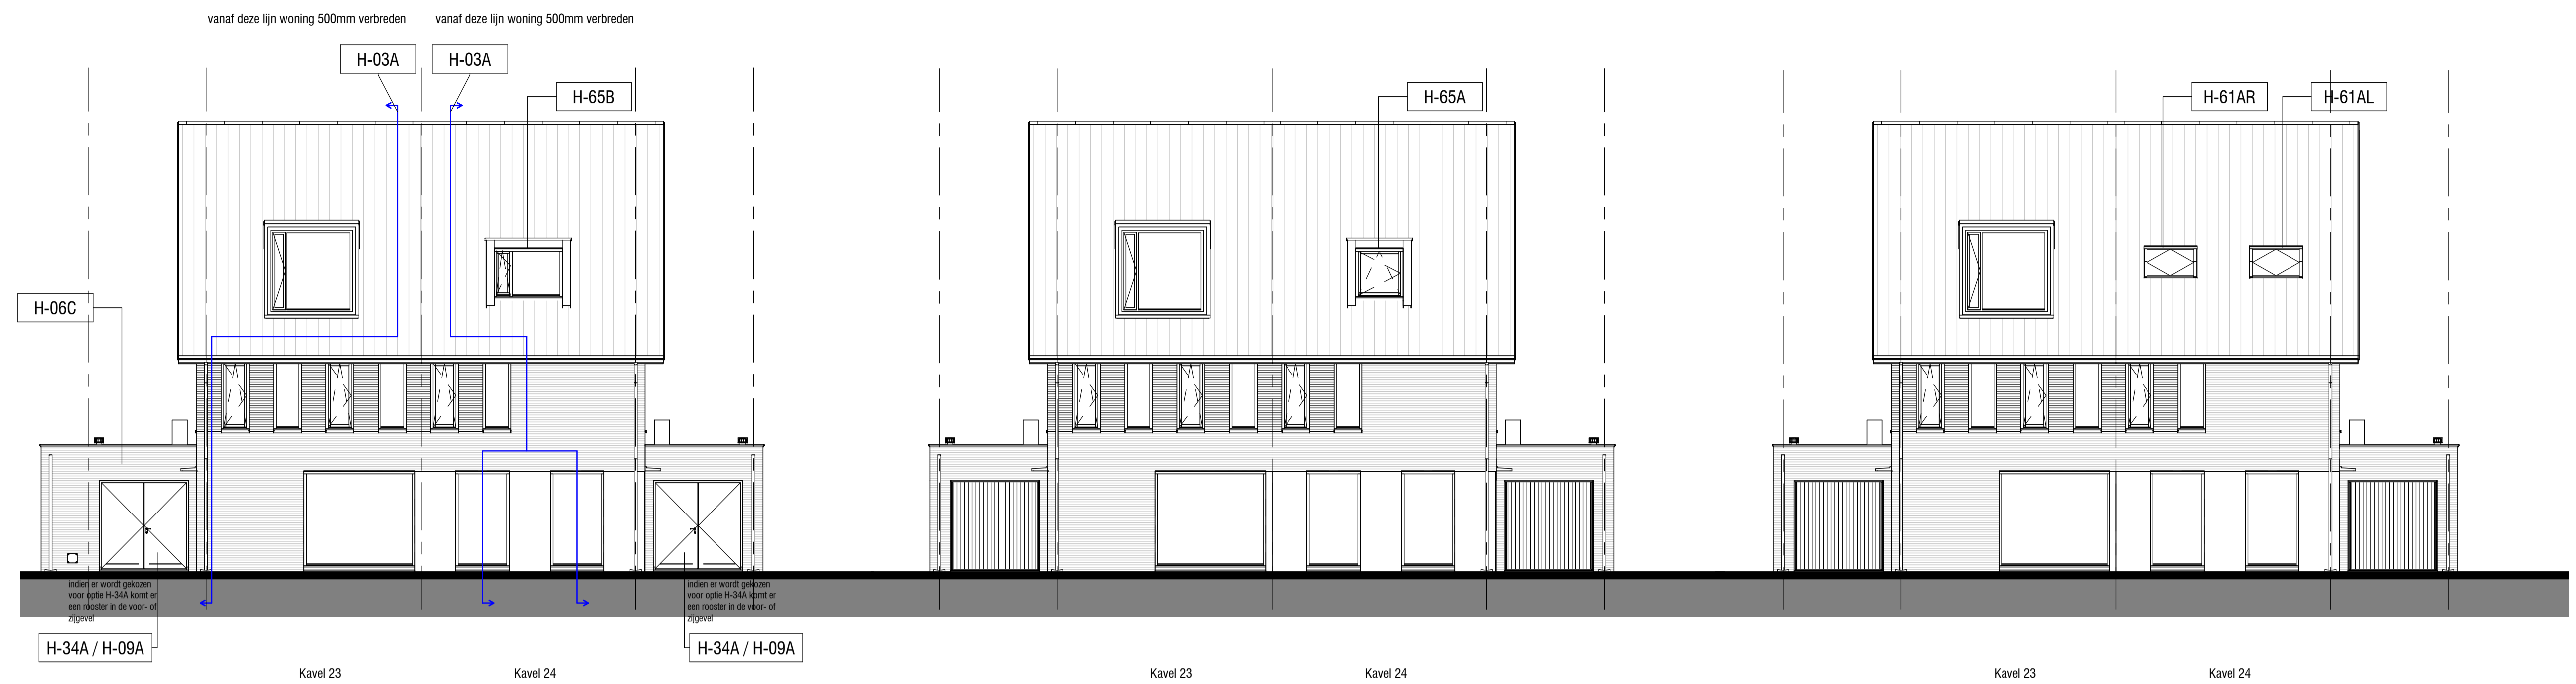 vanaf deze lijn woning 500mm verbreden
vanaf deze lijn woning 500mm verbreden
H-03A
H-03A
H-65B
H-65A
H-61AR
H-61AL
H-06C
indien er wordt gekozen
voor optie H-34A komt er
een rooster in de voor- of
zijgevel
indien er wordt gekozen
voor optie H-34A komt er
een rooster in de voor- of
zijgevel
H-34A / H-09A
H-34A / H-09A
Kavel 23
Kavel 24
Kavel 23
Kavel 24
Kavel 23
Kavel 24